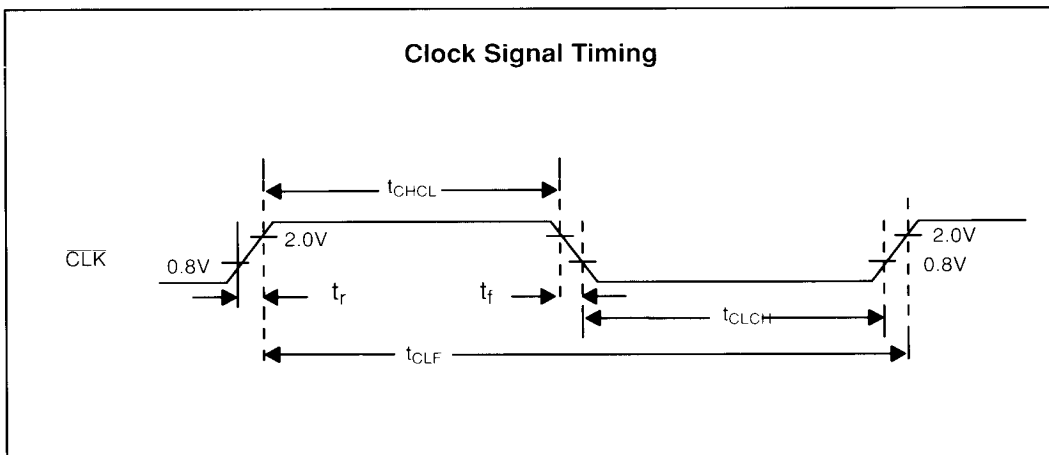 Clock Signal Timing
tCHCL
2.0V
2.0V
CLK
0.8V
0.8V
tr
tf
tCLCH
tCLF